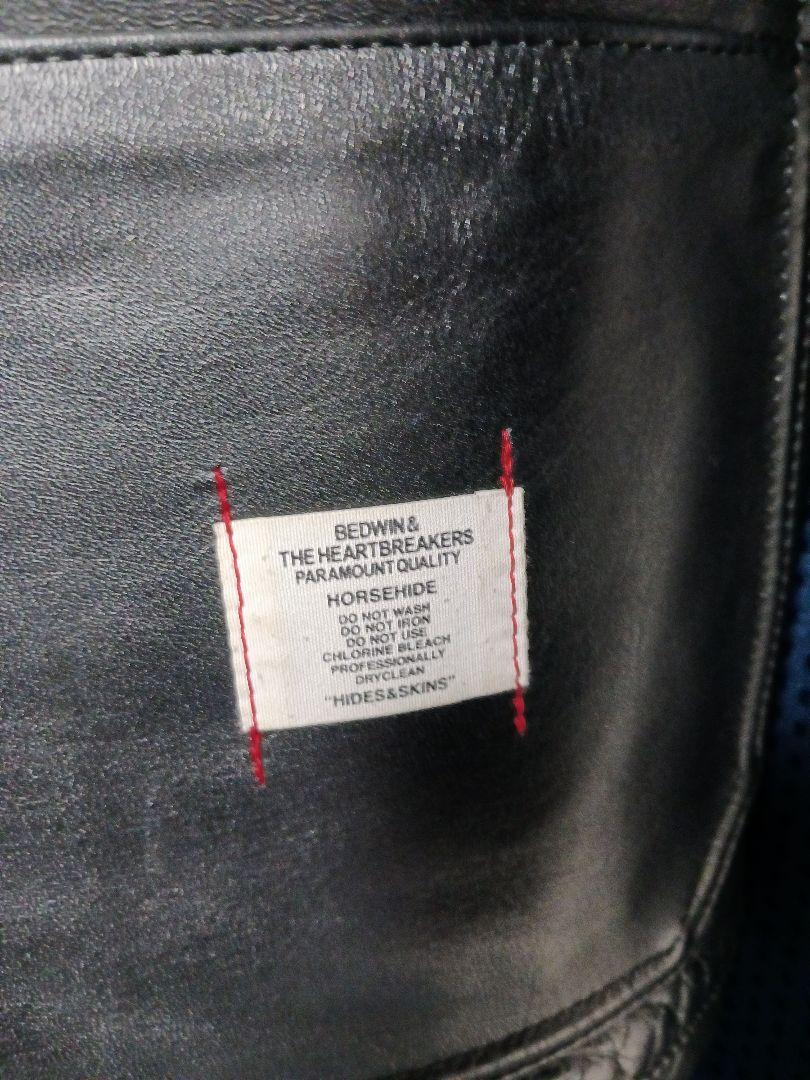 BEDWIN &
THE HEARTBREAKERS
PARAMOUNT QUALITY
HORSEHIDE
DO NOT WASH
DO NOT IRON
DO NOT USE
CHLORINE BLEACH
PROFESSIONALLY
DRYCLEAN
"HIDES&SKINS"